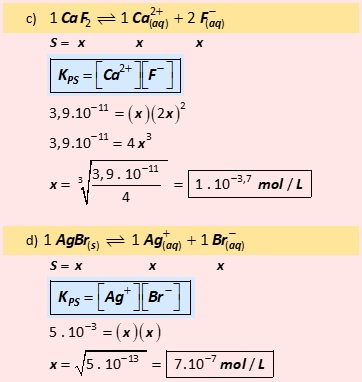 c) 1 CaF₂ ⇌ 1 Ca²⁺(aq) + 2 F⁻(aq)
S = x x x
Kps = [Ca²⁺][F⁻]
3,9.10⁻¹¹ = (x)(2x)²
3,9.10⁻¹¹ = 4x³
x = ³√(3,9 . 10⁻¹¹ / 4) = 1 . 10⁻³,⁷ mol / L
d) 1 AgBr(s) ⇌ 1 Ag⁺(aq) + 1 Br⁻(aq)
S = x x x
Kps = [Ag⁺][Br⁻]
5 . 10⁻³ = (x)(x)
x = √(5 . 10⁻¹³) = 7.10⁻⁷ mol / L